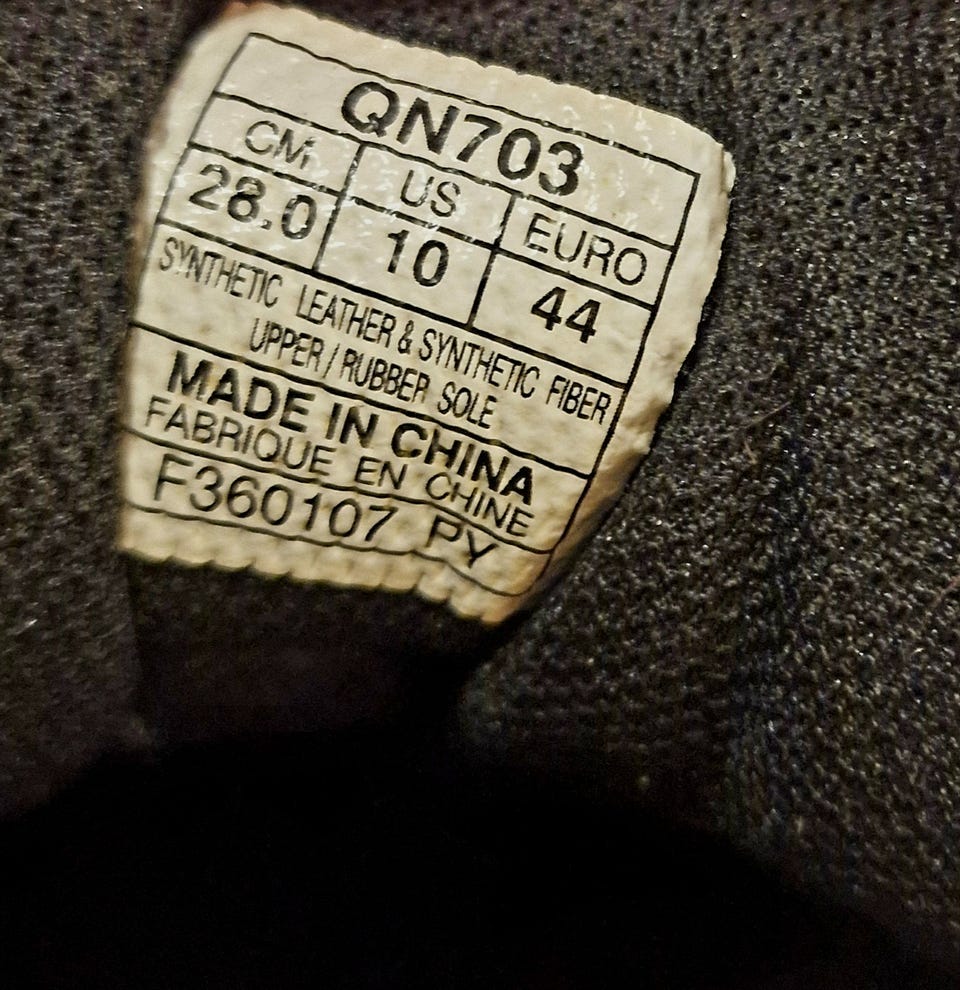 QN703
CM US EURO
28.0 10 44
SYNTHETIC LEATHER & SYNTHETIC FIBER
UPPER / RUBBER SOLE
MADE IN CHINA
FABRIQUE EN CHINE
F360107 PY